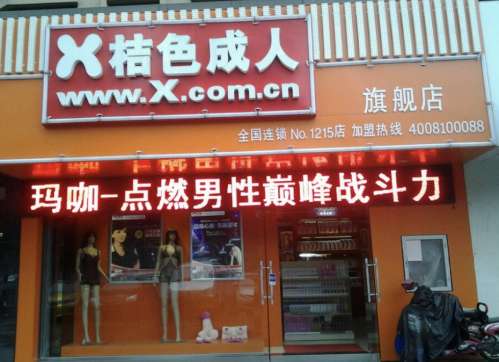 桔色成人
www.X.com.cn
旗舰店
全国连锁 No.1215店 加盟热线 4008100088
玛咖-点燃男性巅峰战斗力